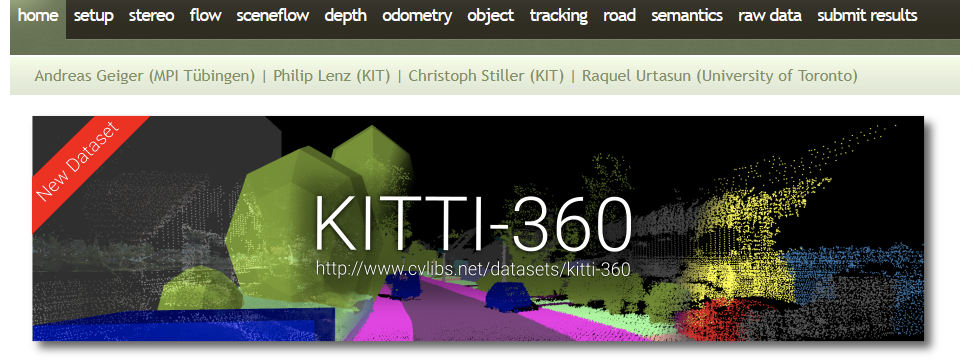 home setup stereo flow sceneflow depth odometry object tracking road semantics raw data submit results
Andreas Geiger (MPI Tübingen) | Philip Lenz (KIT) | Christoph Stiller (KIT) | Raquel Urtasun (University of Toronto)
New Dataset
KITTI-360
http://www.cvlibs.net/datasets/kitti-360